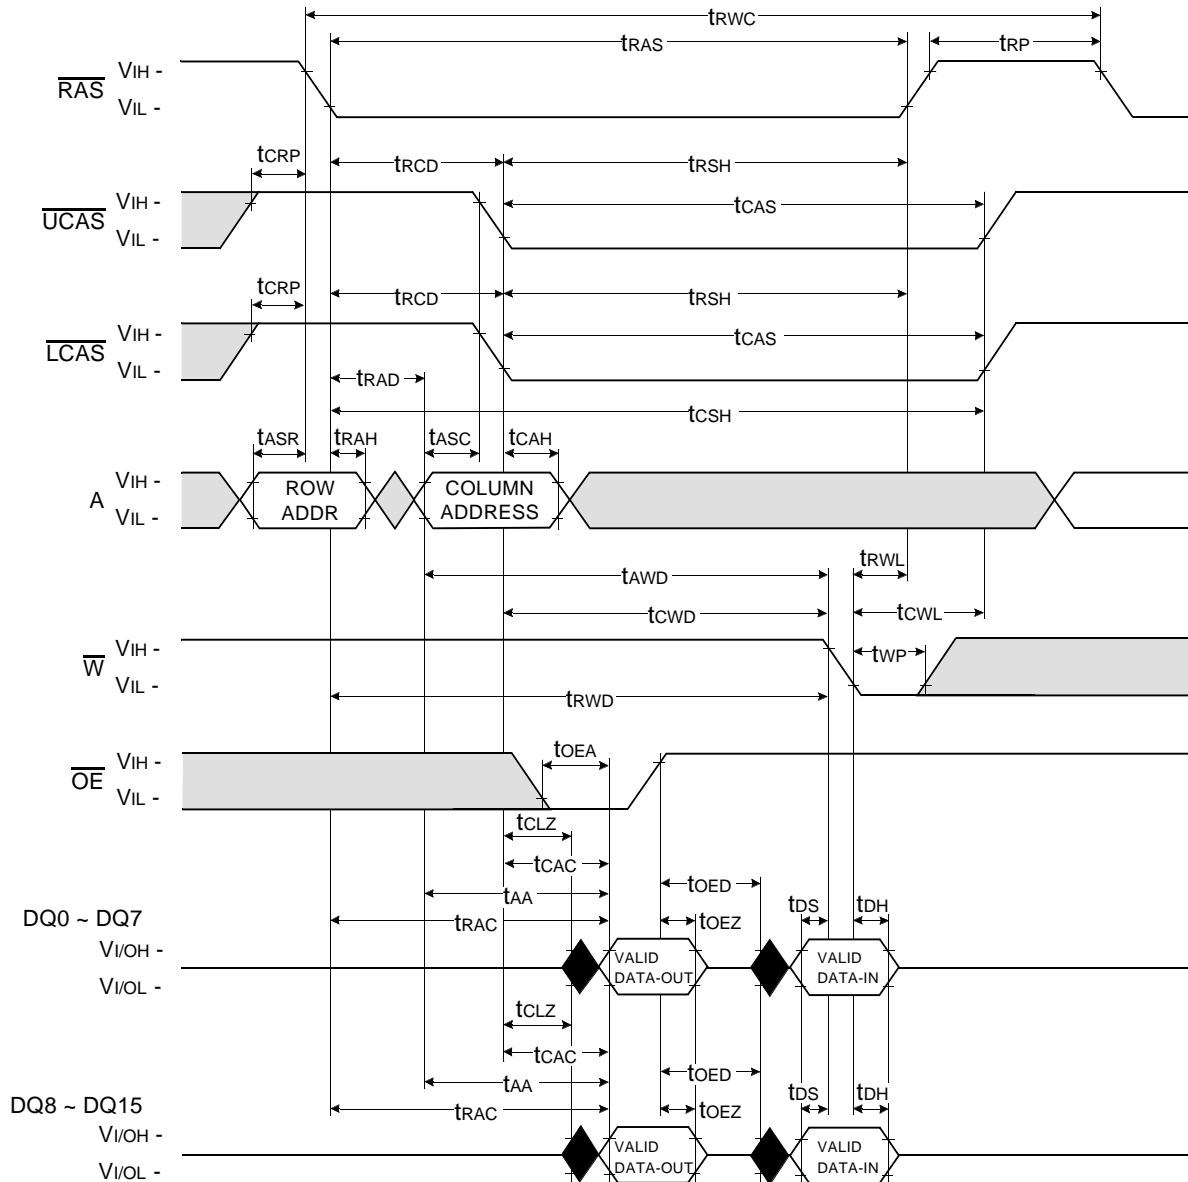 tRWC
tRAS
tRP
RAS
VIH -
VIL -
tCRP
tRCD
tRSH
UCAS
VIH -
VIL -
tCAS
tCRP
tRCD
tRSH
LCAS
VIH -
VIL -
tCAS
tRAD
tCSH
tASR
tRAH
tASC
tCAH
A
VIH -
VIL -
ROW
ADDR
COLUMN
ADDRESS
tAWD
tRWL
tCWD
tCWL
W
VIH -
VIL -
tWP
tRWD
OE
VIH -
VIL -
tOEA
tCLZ
tCAC
tAA
tOED
tRAC
tOEZ
tDS
tDH
DQ0 ~ DQ7
VI/OH -
VI/OL -
VALID
DATA-OUT
VALID
DATA-IN
tCLZ
tCAC
tAA
tOED
tRAC
tOEZ
tDS
tDH
DQ8 ~ DQ15
VI/OH -
VI/OL -
VALID
DATA-OUT
VALID
DATA-IN